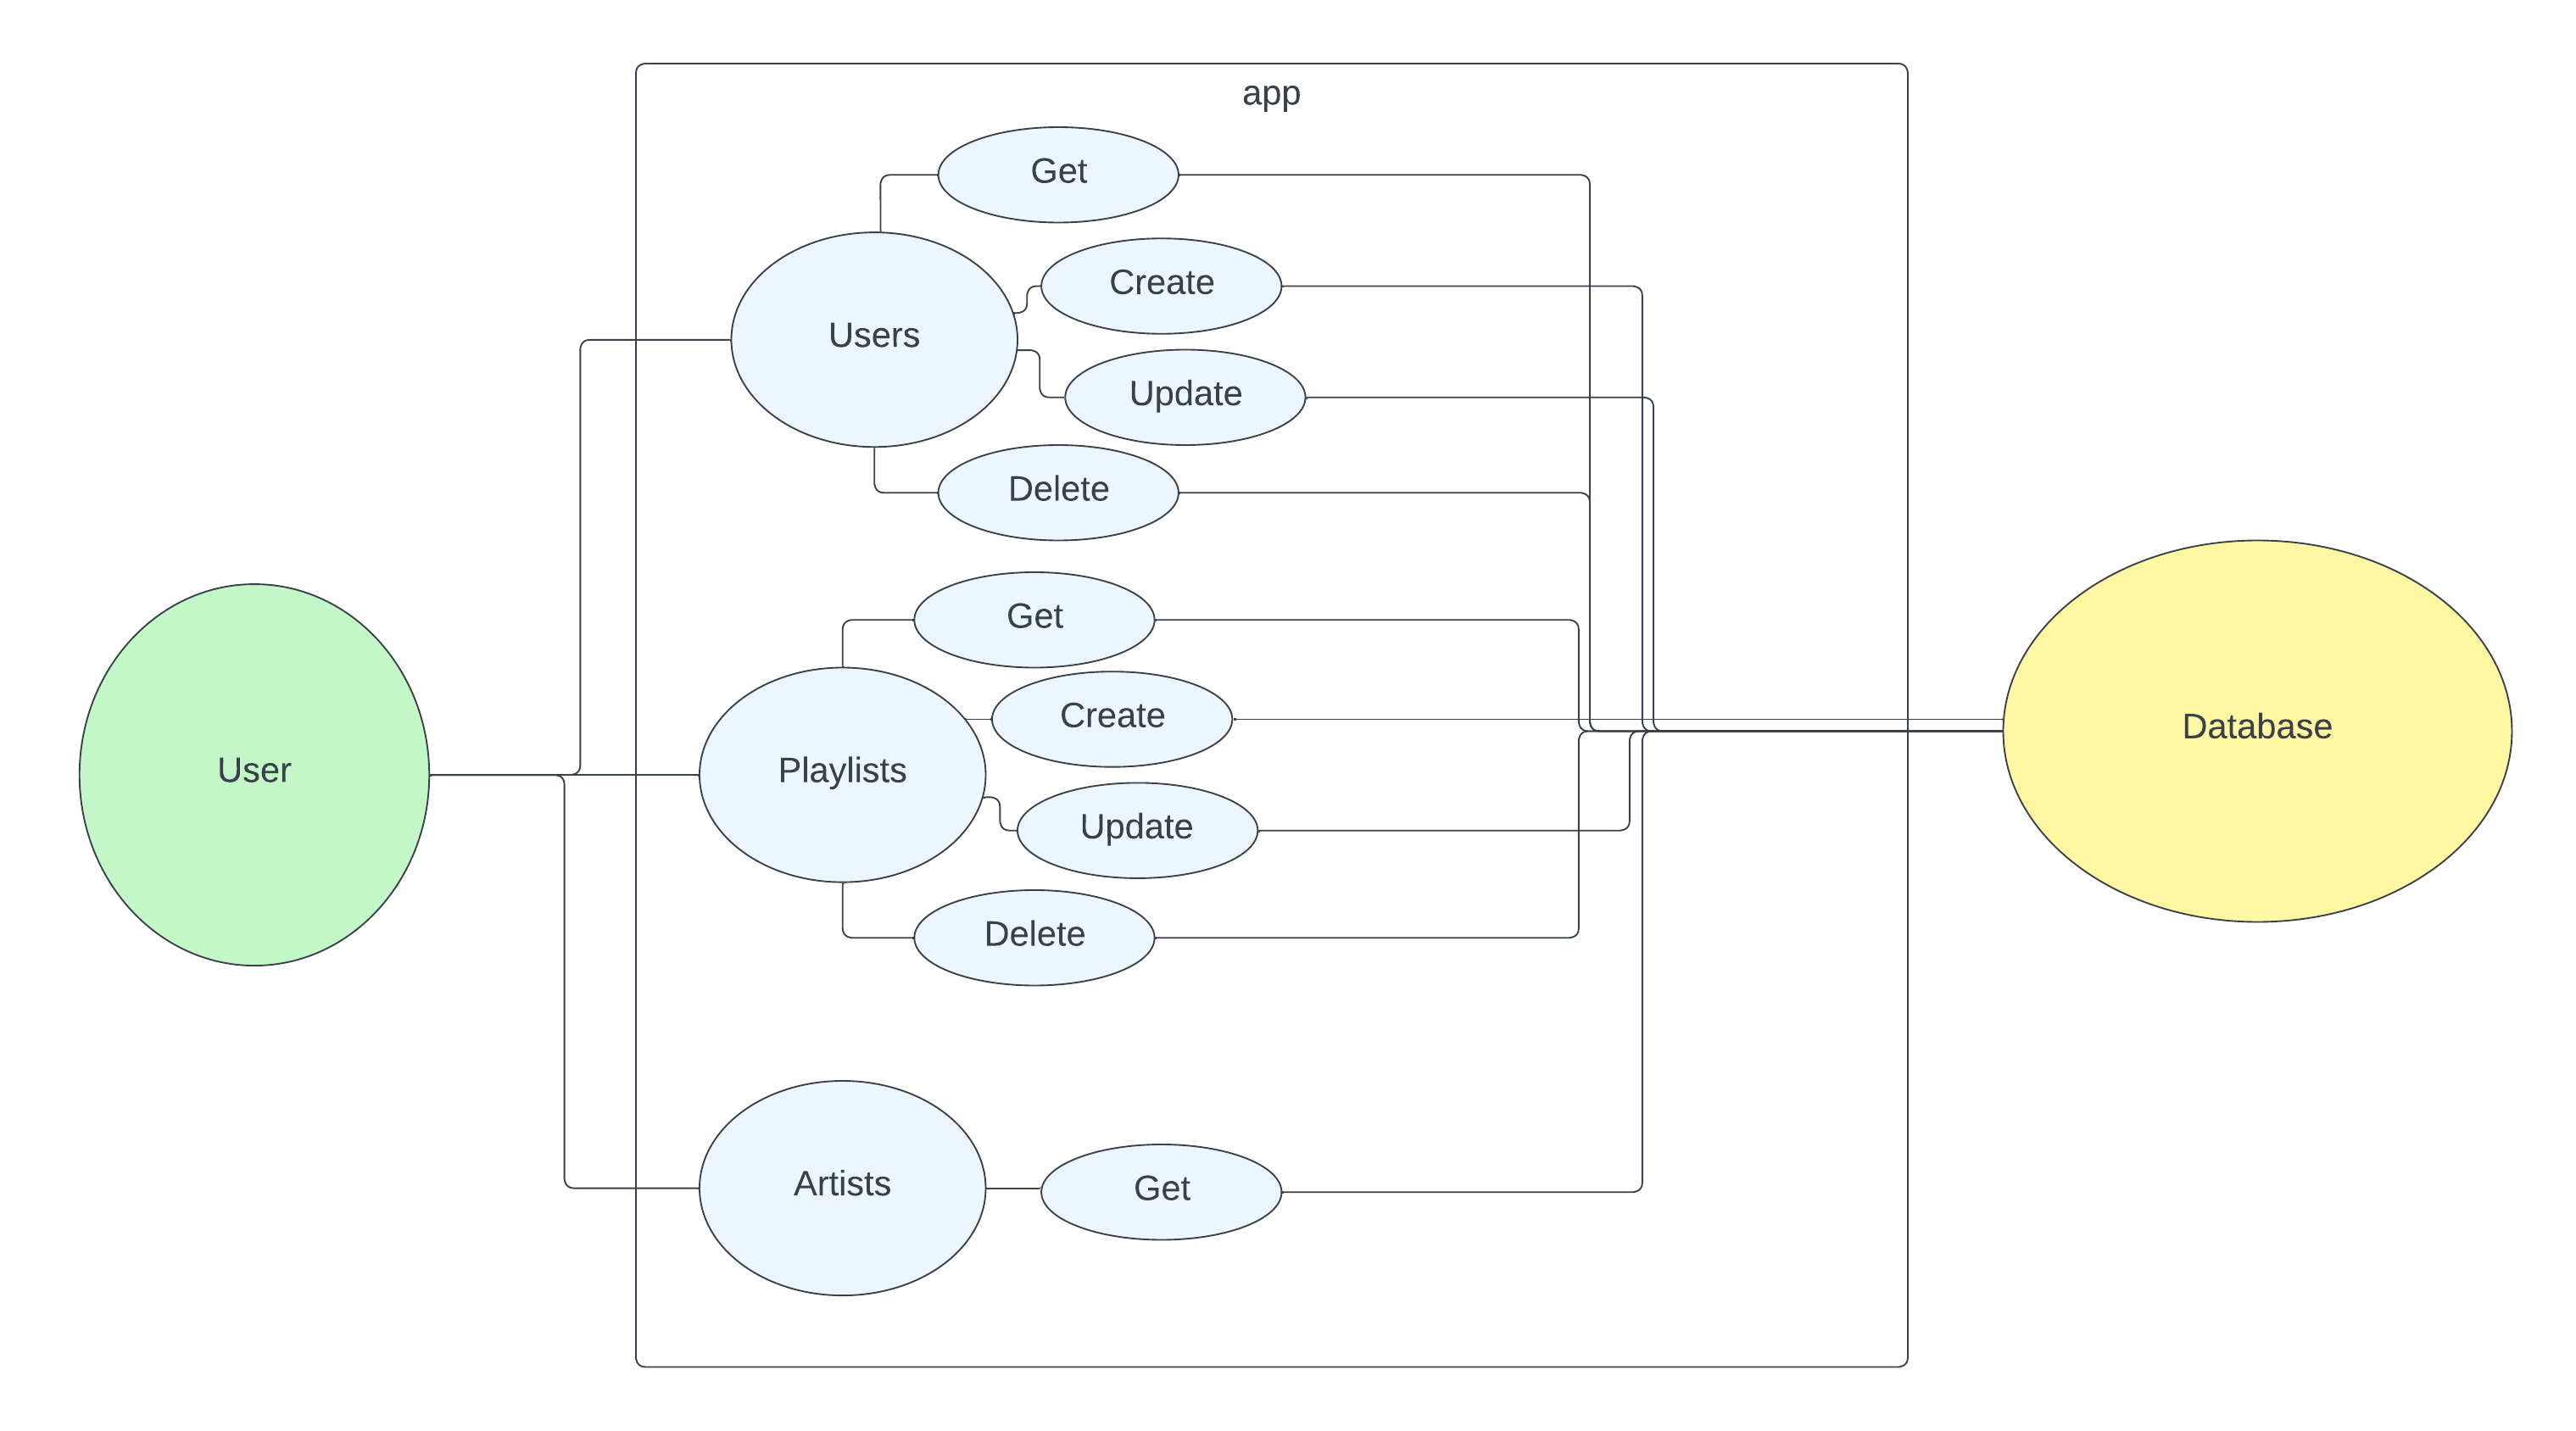 app
Get
Create
Users
Update
Delete
Get
Create
User
Playlists
Database
Update
Delete
Artists
Get